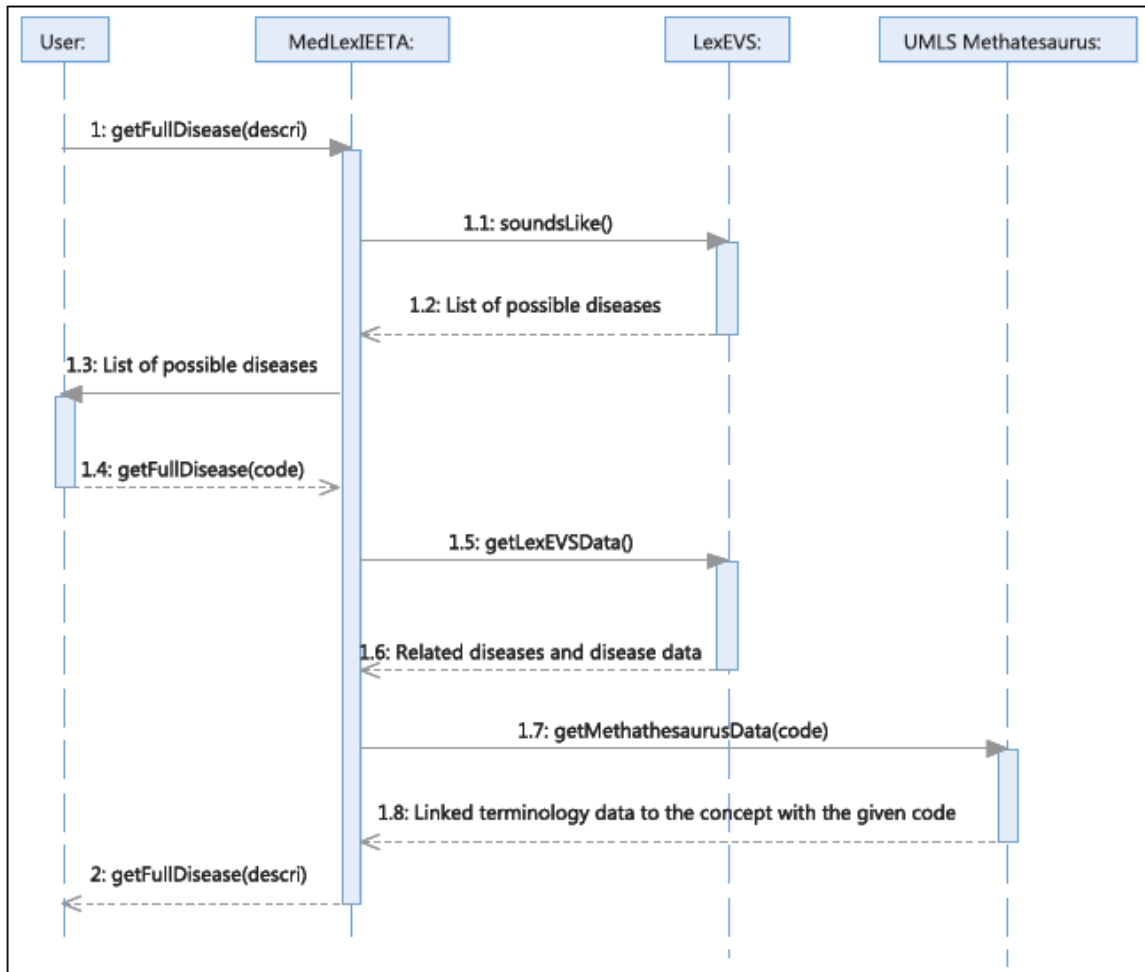 User:
MedLexIEETA:
LexEVS:
UMLS Methatesaurus:
1: getFullDisease(descri)
1.1: soundsLike()
1.2: List of possible diseases
1.3: List of possible diseases
1.4: getFullDisease(code)
1.5: getLexEVSData()
1.6: Related diseases and disease data
1.7: getMethathesaurusData(code)
1.8: Linked terminology data to the concept with the given code
2: getFullDisease(descri)